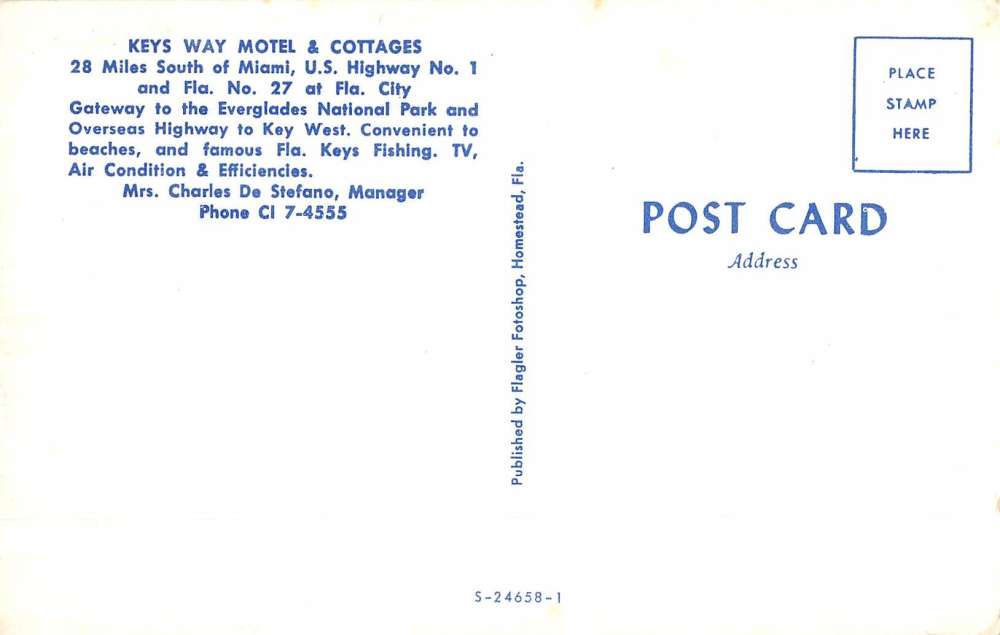 KEYS WAY MOTEL & COTTAGES
28 Miles South of Miami, U.S. Highway No. 1
and Fla. No. 27 at Fla. City
Gateway to the Everglades National Park and
Overseas Highway to Key West. Convenient to
beaches, and famous Fla. Keys Fishing. TV,
Air Condition & Efficiencies.
Mrs. Charles De Stefano, Manager
Phone CI 7-4555
Published by Flagler Fotoshop, Homestead, Fla.
PLACE
STAMP
HERE
POST CARD
Address
S-24658-1